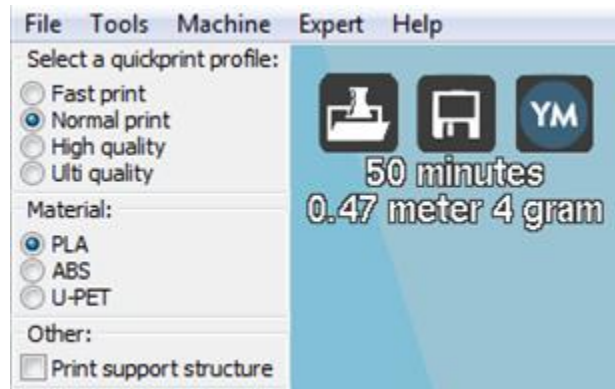 File Tools Machine Expert Help
Select a quickprint profile:
Fast print
Normal print
High quality
Ulti quality
Material:
PLA
ABS
U-PET
Other:
Print support structure
YM
50 minutes
0.47 meter 4 gram